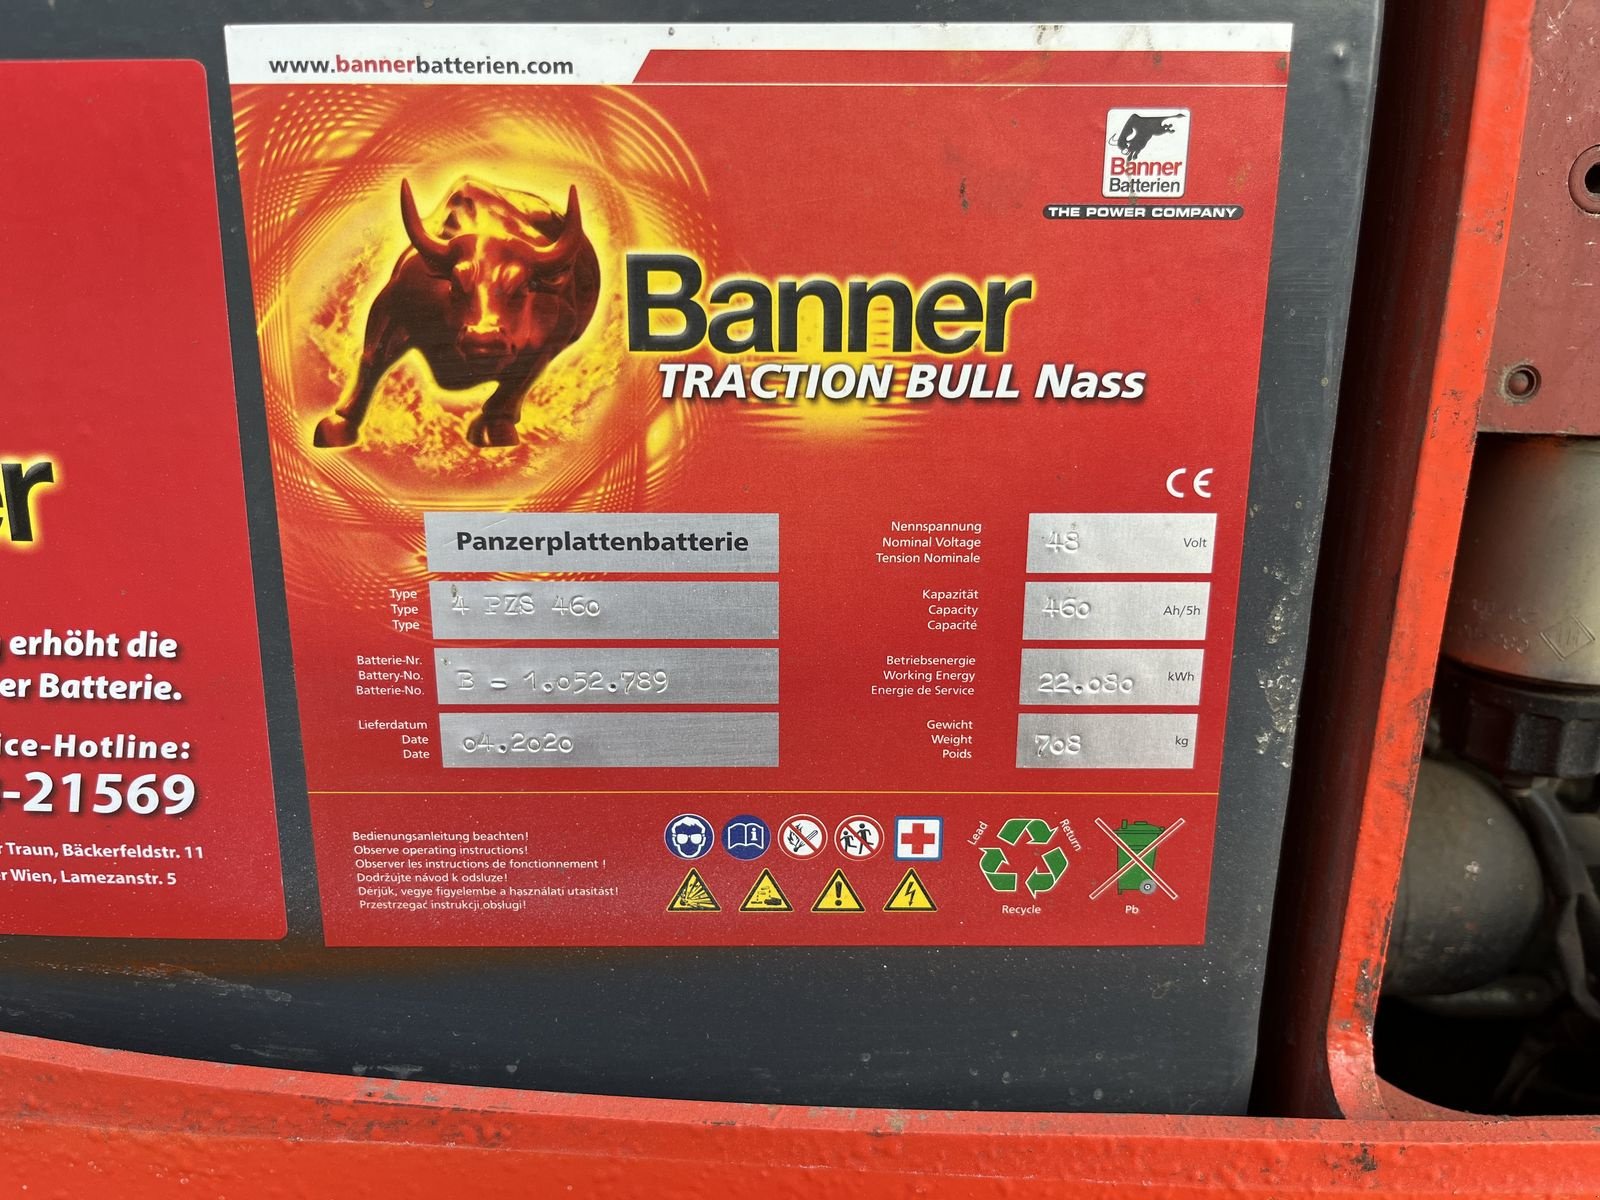 www.bannerbatterien.com
Banner
Batterien
THE POWER COMPANY
Banner
TRACTION BULL Nass
CE
Panzerplattenbatterie
Type
Type
Type
4 PZS 460
Batterie-Nr.
Battery-No.
Batterie-No.
B - 1.052.789
Lieferdatum
Date
Date
04.2020
Nennspannung
Nominal Voltage
Tension Nominale
48 Volt
Kapazität
Capacity
Capacité
460 Ah/5h
Betriebsenergie
Working Energy
Energie de Service
22.080 kWh
Gewicht
Weight
Poids
708 kg
Bedienungsanleitung beachten!
Observe operating instructions!
Observer les instructions de fonctionnement !
Dodržujte návod k odsluze!
Dérjük, vegye figyelembe a használati utasítást!
Przestrzegać instrukcji obsługi!
Lead
Return
Recycle
Pb
er
erhöht die
er Batterie.
ice-Hotline:
-21569
r Traun, Bäckerfeldstr. 11
r Wien, Lamezanstr. 5